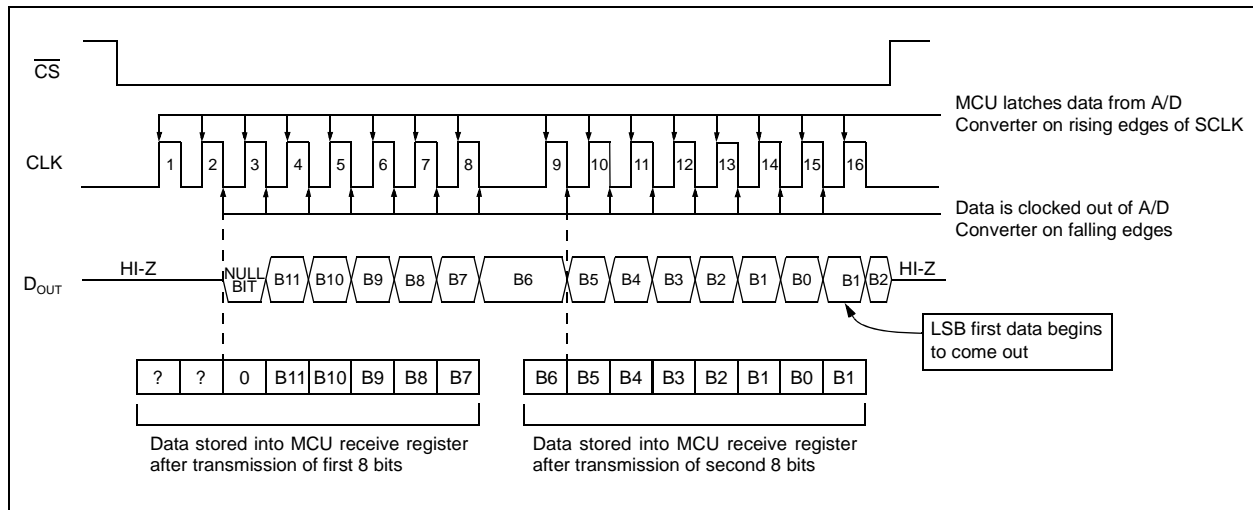 CS
MCU latches data from A/D
Converter on rising edges of SCLK
CLK
1 2 3 4 5 6 7 8 9 10 11 12 13 14 15 16
Data is clocked out of A/D
Converter on falling edges
HI-Z
HI-Z
DOUT
NULL
BIT
B11 B10 B9 B8 B7 B6 B5 B4 B3 B2 B1 B0 B1 B2
LSB first data begins
to come out
? ? 0 B11 B10 B9 B8 B7
B6 B5 B4 B3 B2 B1 B0 B1
Data stored into MCU receive register
after transmission of first 8 bits
Data stored into MCU receive register
after transmission of second 8 bits